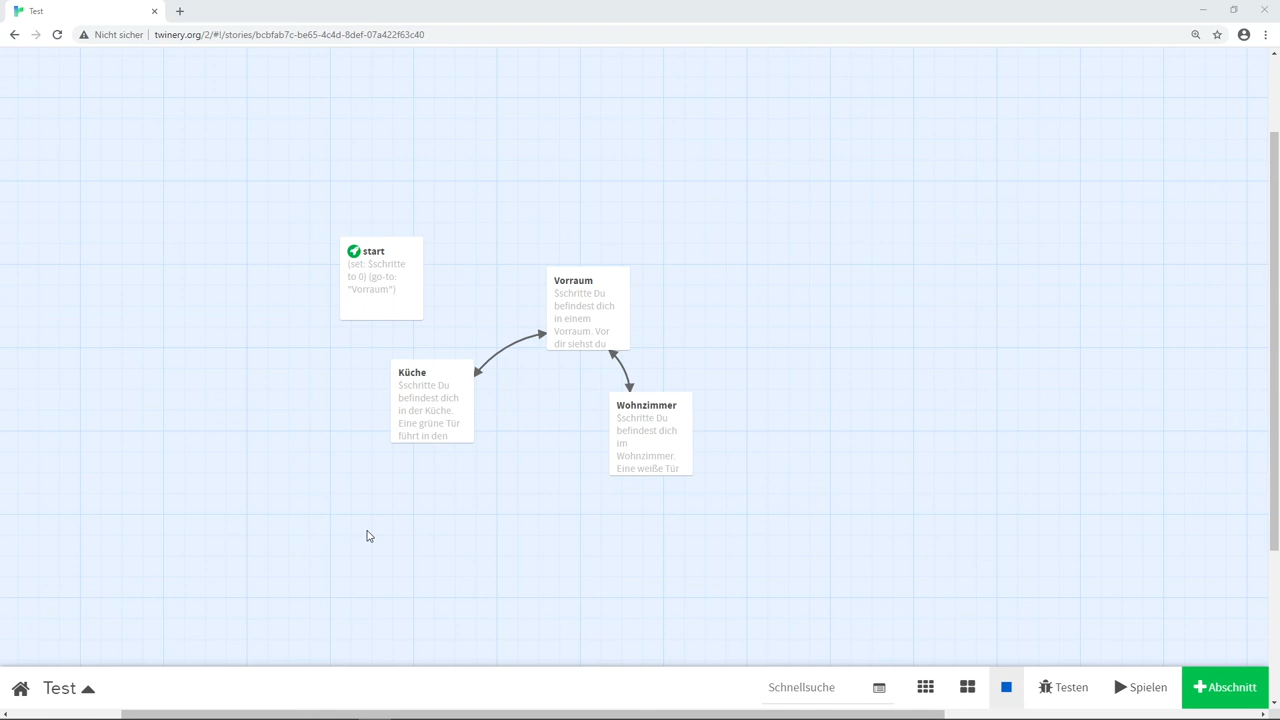 Test
Nicht sicher | twinery.org/2/#!/stories/bcbfab7c-be65-4c4d-8def-07a422f63c40
start
(set: $schritte
to 0) (go-to:
"Vorraum")
Vorraum
$schritte Du
befindest dich
in einem
Vorraum. Vor
dir siehst du
Küche
$schritte Du
befindest dich
in der Küche.
Eine grüne Tür
führt in den
Wohnzimmer
$schritte Du
befindest dich
im
Wohnzimmer.
Eine weiße Tür
Test
Schnellsuche
Testen
Spielen
Abschnitt